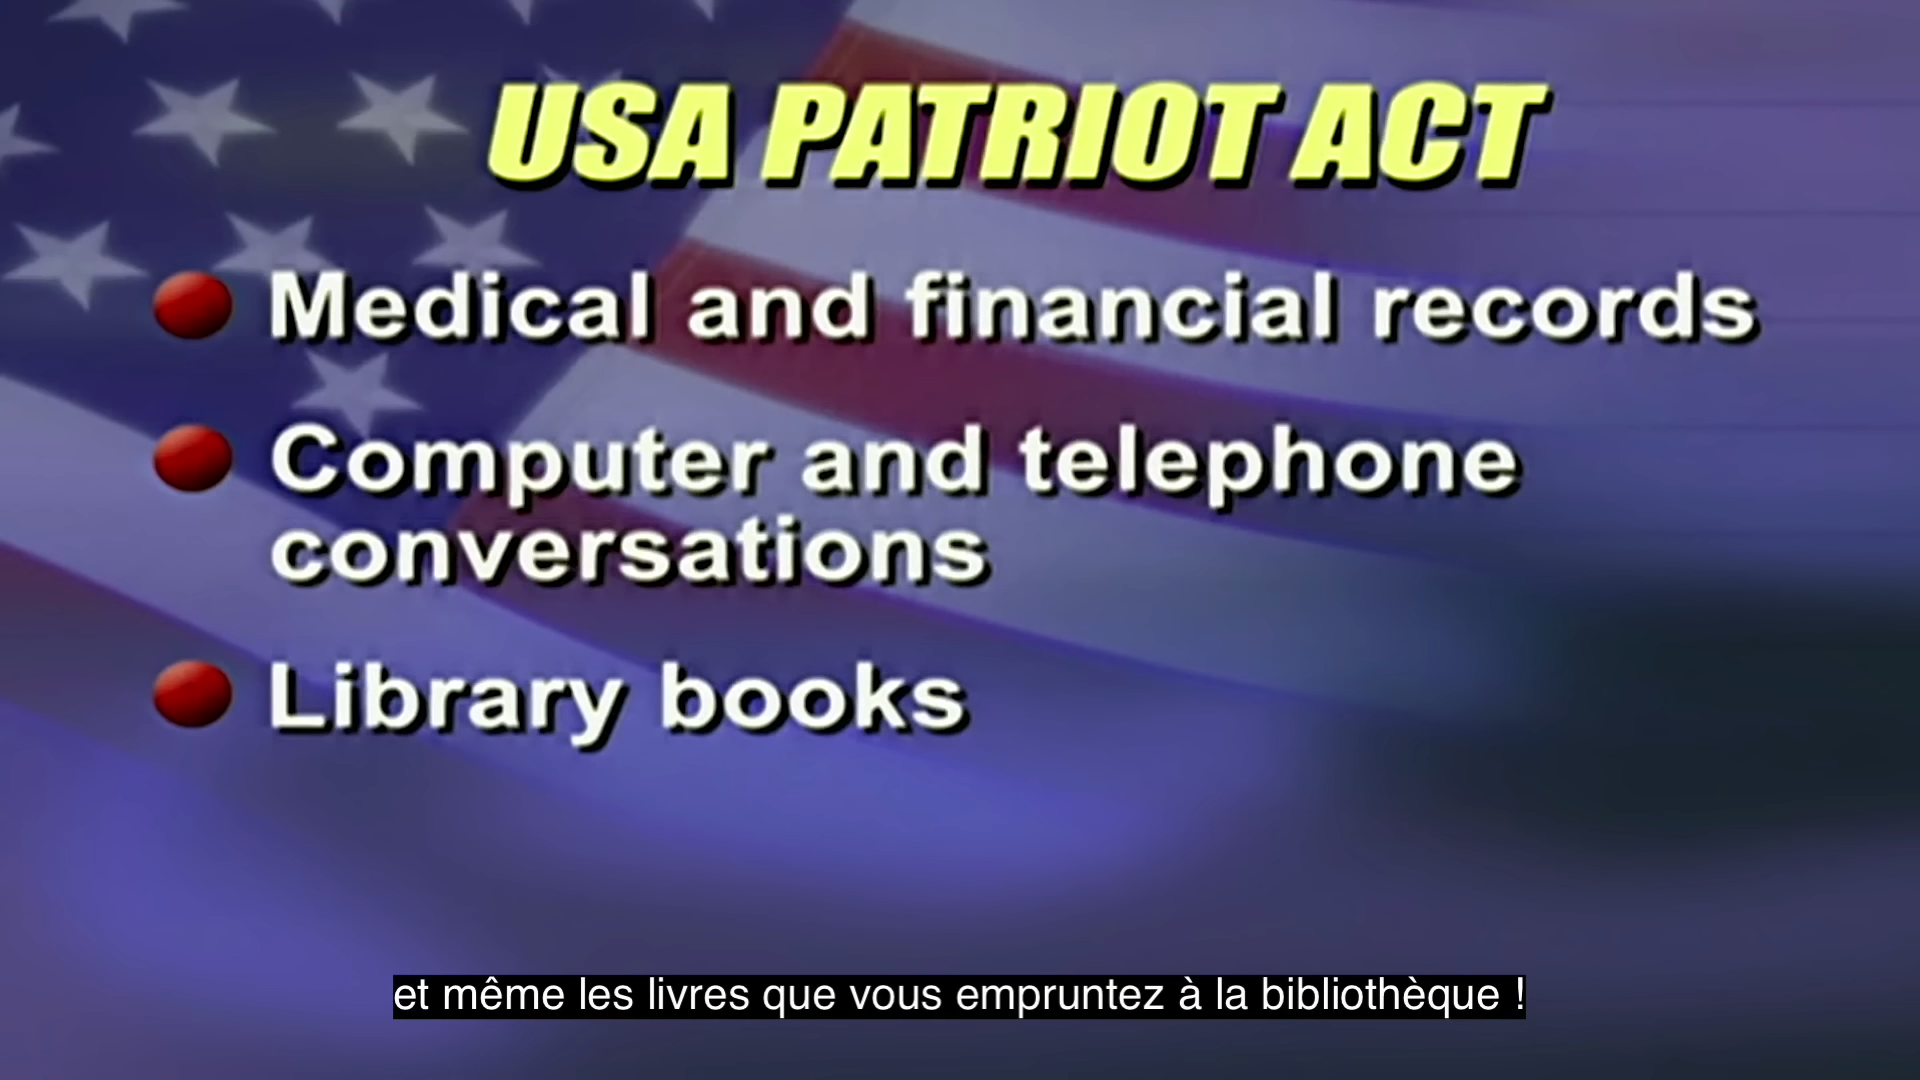 USA PATRIOT ACT
Medical and financial records
Computer and telephone
conversations
Library books
et même les livres que vous empruntez à la bibliothèque !